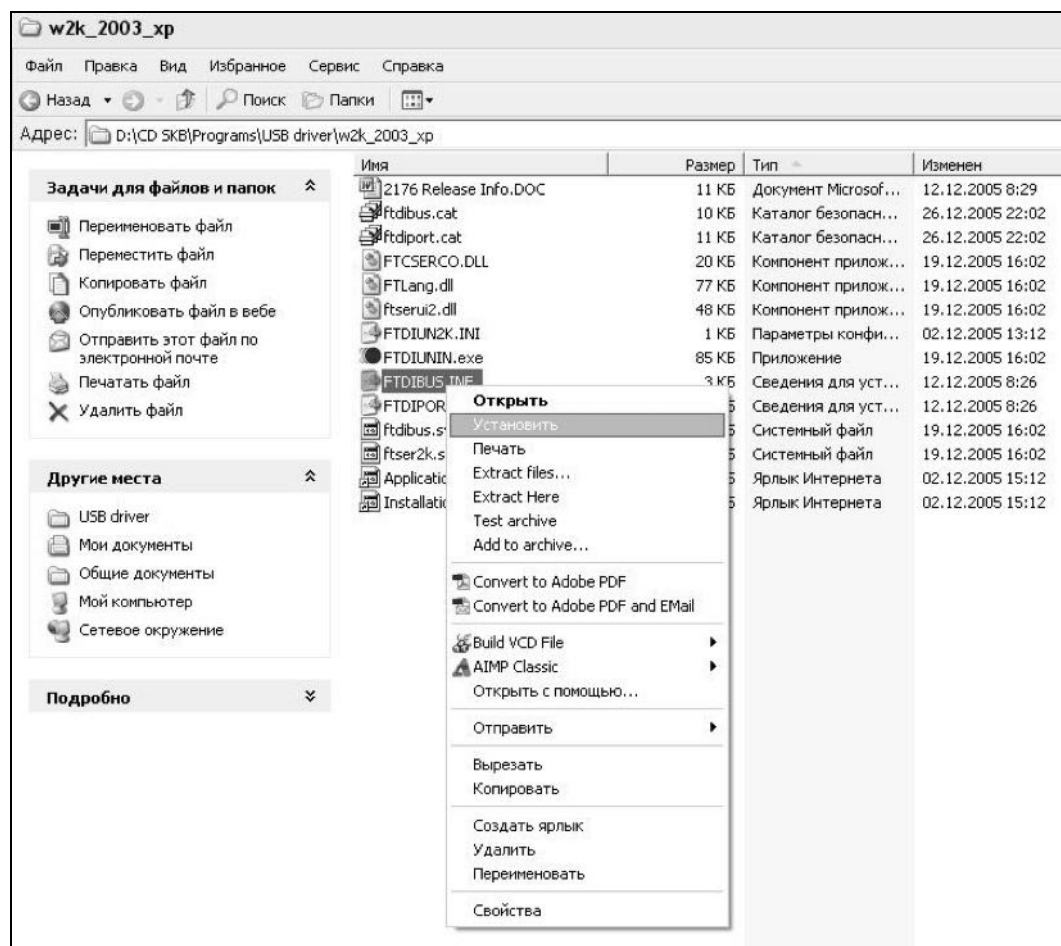 w2k_2003_xp
Файл Правка Вид Избранное Сервис Справка
Назад Поиск Папки
Адрес: D:\CD SKB\Programs\USB driver\w2k_2003_xp
Задачи для файлов и папок
Переименовать файл
Переместить файл
Копировать файл
Опубликовать файл в вебе
Отправить этот файл по
электронной почте
Печатать файл
Удалить файл
Другие места
USB driver
Мои документы
Общие документы
Мой компьютер
Сетевое окружение
Подробно
Имя Размер Тип Изменен
2176 Release Info.DOC 11 КБ Документ Microsof... 12.12.2005 8:29
ftdibus.cat 10 КБ Каталог безопасн... 26.12.2005 22:02
ftdiport.cat 11 КБ Каталог безопасн... 26.12.2005 22:02
FTCSERCO.DLL 20 КБ Компонент прилож... 19.12.2005 16:02
FTLang.dll 77 КБ Компонент прилож... 19.12.2005 16:02
ftserui2.dll 48 КБ Компонент прилож... 19.12.2005 16:02
FTDIUN2K.INI 1 КБ Параметры конфи... 02.12.2005 13:12
FTDIUNIN.exe 85 КБ Приложение 19.12.2005 16:02
FTDIBUS.INF 3 КБ Сведения для уст... 12.12.2005 8:26
FTDIPOR Сведения для уст... 12.12.2005 8:26
ftdibus.s Системный файл 19.12.2005 16:02
ftser2k.s Системный файл 19.12.2005 16:02
Applicatio Ярлык Интернета 02.12.2005 15:12
Installatio Ярлык Интернета 02.12.2005 15:12
Открыть
Установить
Печать
Extract files...
Extract Here
Test archive
Add to archive...
Convert to Adobe PDF
Convert to Adobe PDF and EMail
Build VCD File
AIMP Classic
Открыть с помощью...
Отправить
Вырезать
Копировать
Создать ярлык
Удалить
Переименовать
Свойства